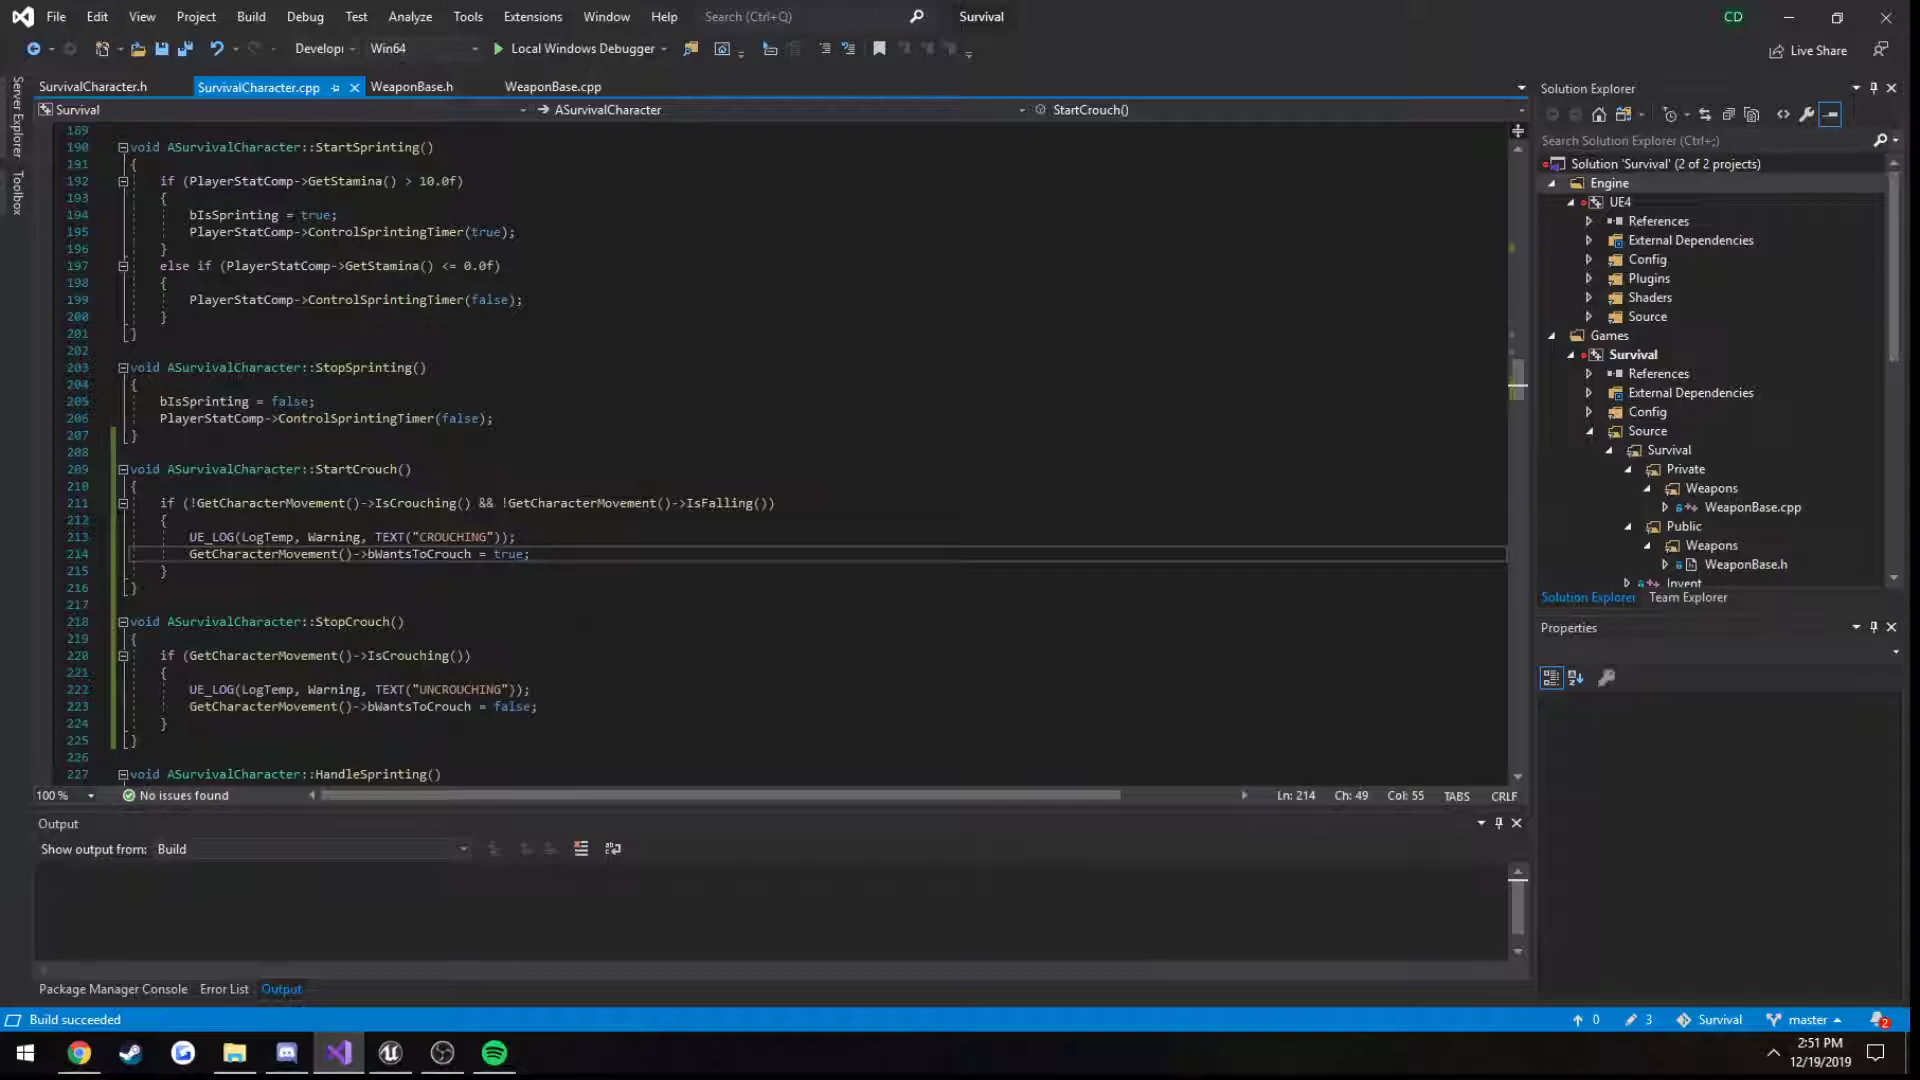 File Edit View Project Build Debug Test Analyze Tools Extensions Window Help Search (Ctrl+Q) Survival CD
Developi Win64 Local Windows Debugger Live Share
SurvivalCharacter.h SurvivalCharacter.cpp WeaponBase.h WeaponBase.cpp
Survival ASurvivalCharacter StartCrouch()
Server Explorer
Toolbox
189
190 void ASurvivalCharacter::StartSprinting()
191 {
192 if (PlayerStatComp->GetStamina() > 10.0f)
193 {
194 bIsSprinting = true;
195 PlayerStatComp->ControlSprintingTimer(true);
196 }
197 else if (PlayerStatComp->GetStamina() <= 0.0f)
198 {
199 PlayerStatComp->ControlSprintingTimer(false);
200 }
201 }
202
203 void ASurvivalCharacter::StopSprinting()
204 {
205 bIsSprinting = false;
206 PlayerStatComp->ControlSprintingTimer(false);
207 }
208
209 void ASurvivalCharacter::StartCrouch()
210 {
211 if (!GetCharacterMovement()->IsCrouching() && !GetCharacterMovement()->IsFalling())
212 {
213 UE_LOG(LogTemp, Warning, TEXT("CROUCHING"));
214 GetCharacterMovement()->bWantsToCrouch = true;
215 }
216 }
217
218 void ASurvivalCharacter::StopCrouch()
219 {
220 if (GetCharacterMovement()->IsCrouching())
221 {
222 UE_LOG(LogTemp, Warning, TEXT("UNCROUCHING"));
223 GetCharacterMovement()->bWantsToCrouch = false;
224 }
225 }
226
227 void ASurvivalCharacter::HandleSprinting()
100 % No issues found Ln: 214 Ch: 49 Col: 55 TABS CRLF
Output
Show output from: Build
Package Manager Console Error List Output
Solution Explorer
Search Solution Explorer (Ctrl+;)
Solution 'Survival' (2 of 2 projects)
Engine
UE4
References
External Dependencies
Config
Plugins
Shaders
Source
Games
Survival
References
External Dependencies
Config
Source
Survival
Private
Weapons
WeaponBase.cpp
Public
Weapons
WeaponBase.h
Invent
Solution Explorer Team Explorer
Properties
Build succeeded 0 3 Survival master 2
2:51 PM
12/19/2019